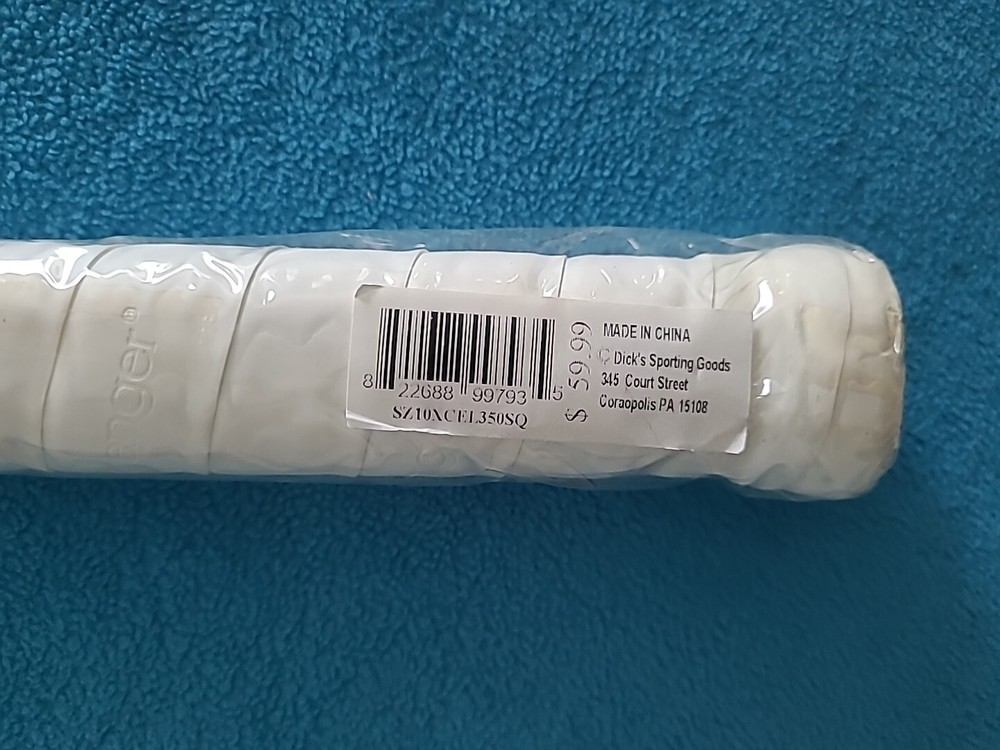 8 22688 99793 5
SZ10XCEL350SQ
$ 59.99
MADE IN CHINA
© Dick's Sporting Goods
345 Court Street
Coraopolis PA 15108